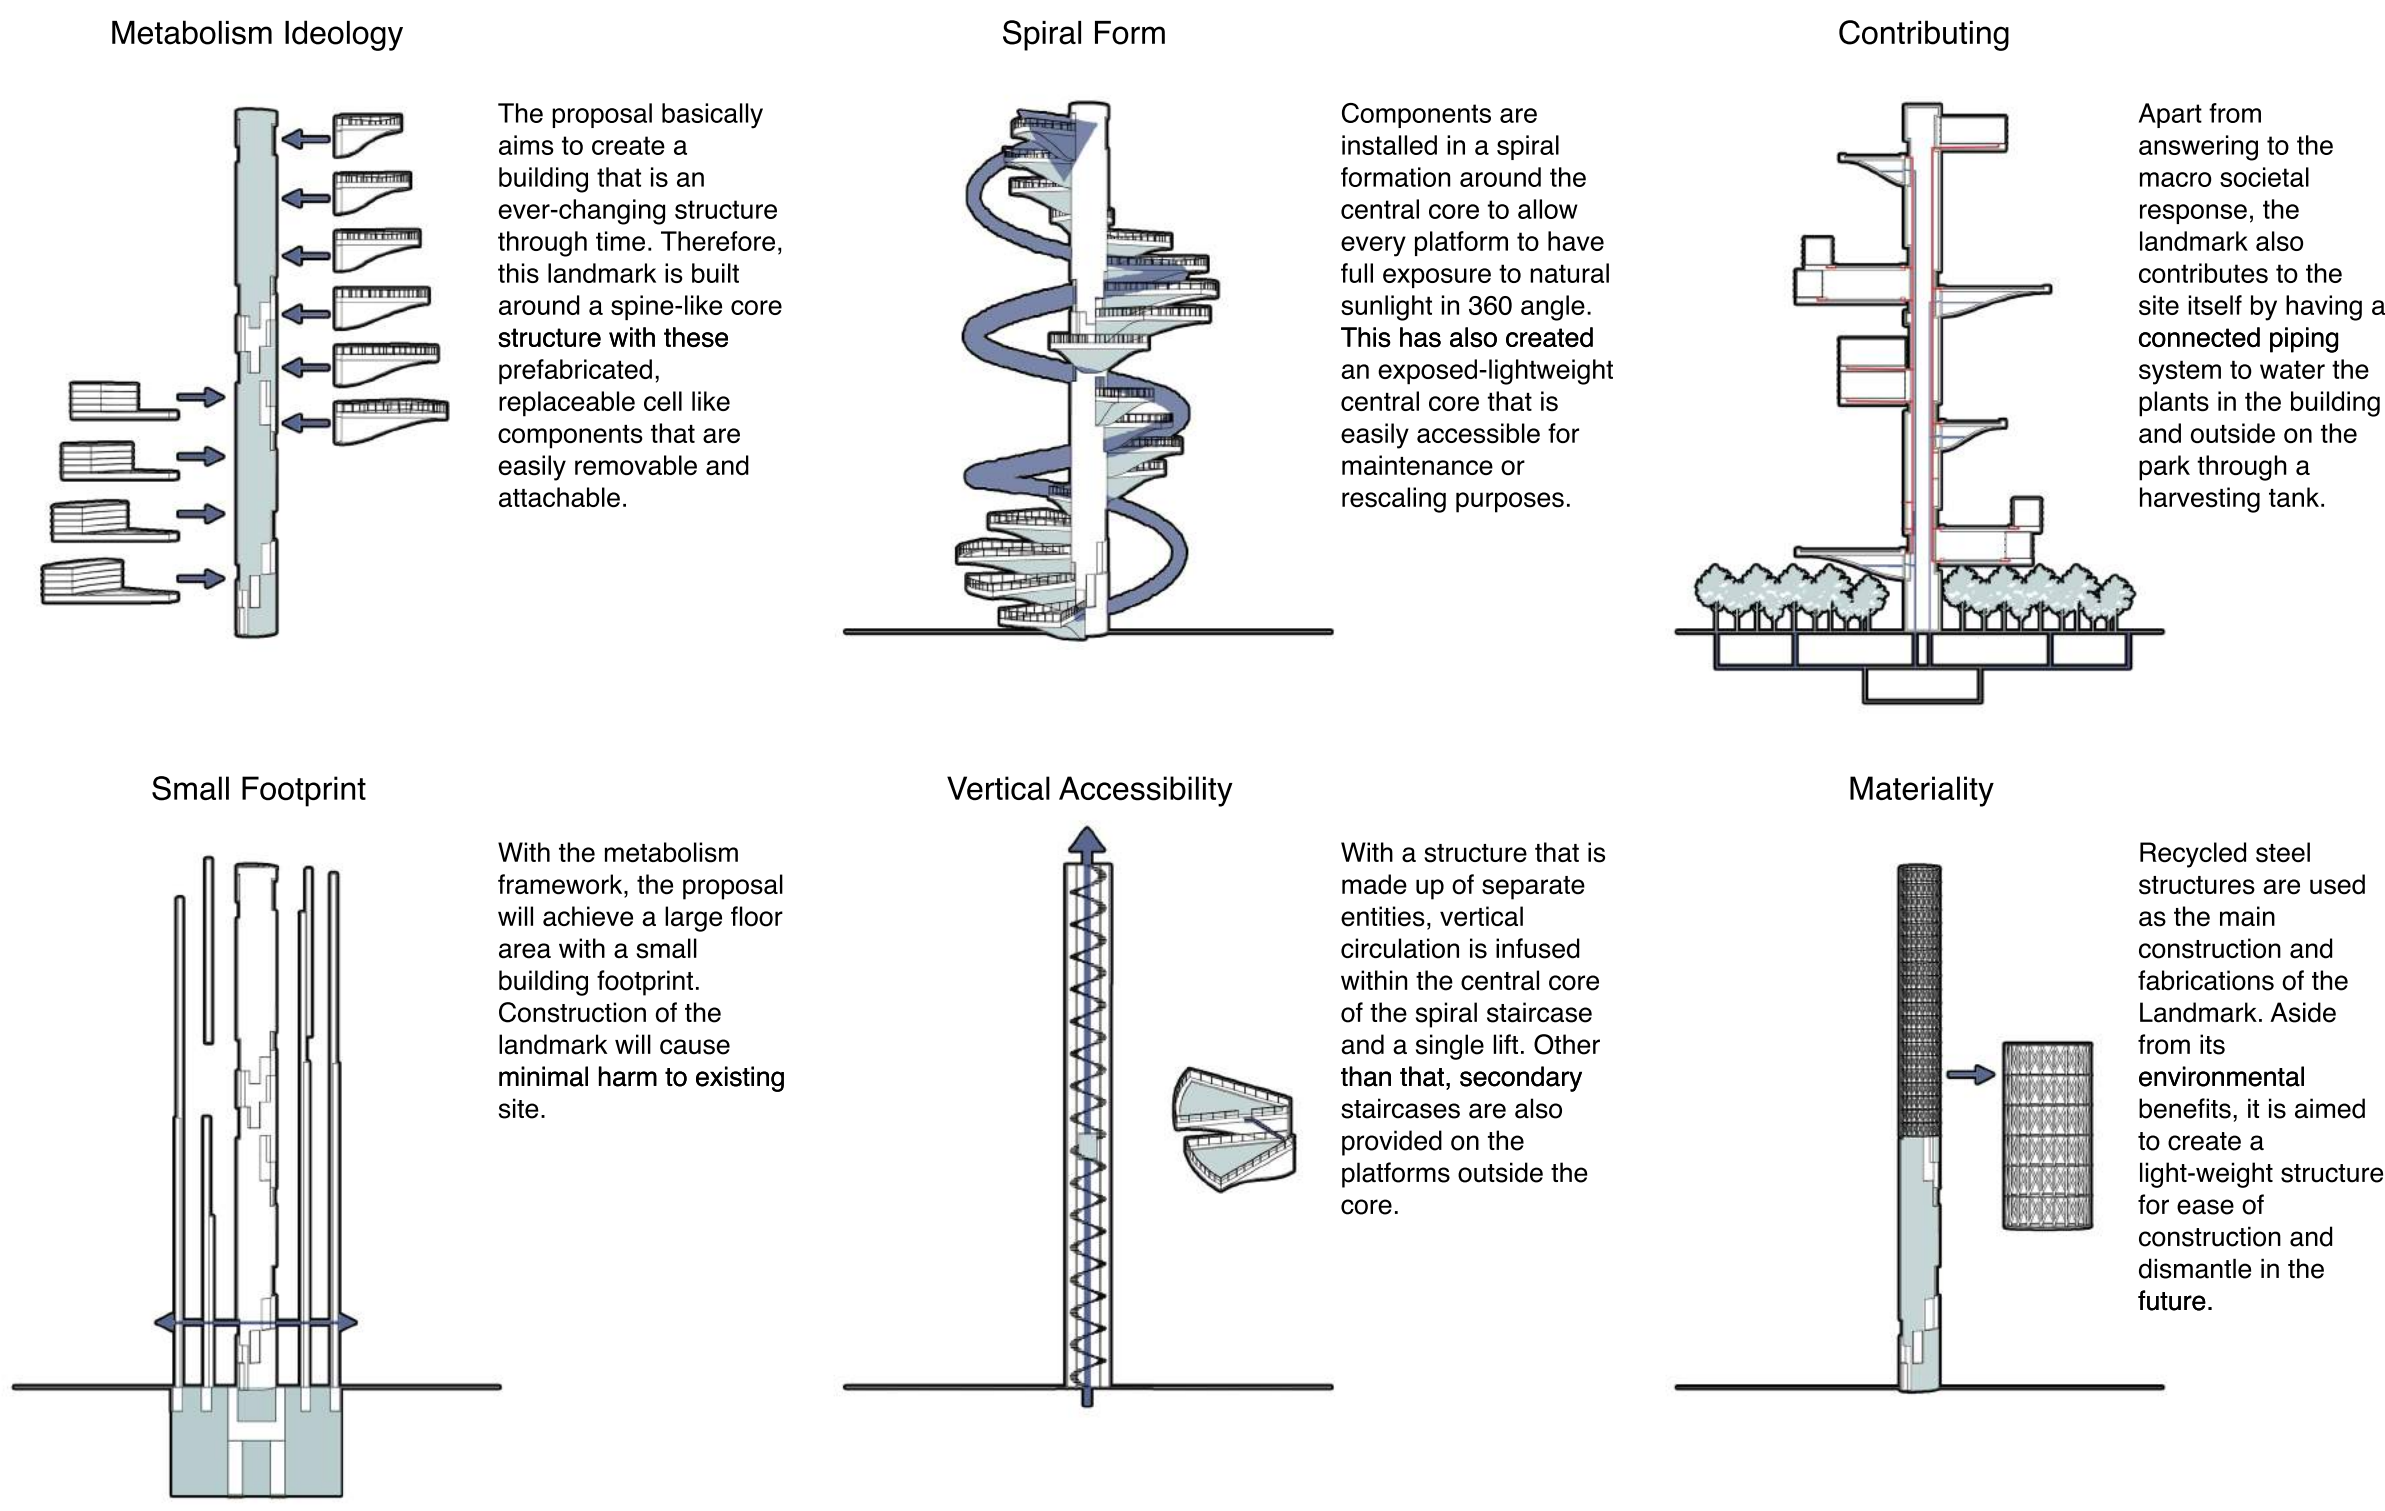 Metabolism Ideology
The proposal basically
aims to create a
building that is an
ever-changing structure
through time. Therefore,
this landmark is built
around a spine-like core
structure with these
prefabricated,
replaceable cell like
components that are
easily removable and
attachable.
Spiral Form
Components are
installed in a spiral
formation around the
central core to allow
every platform to have
full exposure to natural
sunlight in 360 angle.
This has also created
an exposed-lightweight
central core that is
easily accessible for
maintenance or
rescaling purposes.
Contributing
Apart from
answering to the
macro societal
response, the
landmark also
contributes to the
site itself by having a
connected piping
system to water the
plants in the building
and outside on the
park through a
harvesting tank.
Small Footprint
With the metabolism
framework, the proposal
will achieve a large floor
area with a small
building footprint.
Construction of the
landmark will cause
minimal harm to existing
site.
Vertical Accessibility
With a structure that is
made up of separate
entities, vertical
circulation is infused
within the central core
of the spiral staircase
and a single lift. Other
than that, secondary
staircases are also
provided on the
platforms outside the
core.
Materiality
Recycled steel
structures are used
as the main
construction and
fabrications of the
Landmark. Aside
from its
environmental
benefits, it is aimed
to create a
light-weight structure
for ease of
construction and
dismantle in the
future.